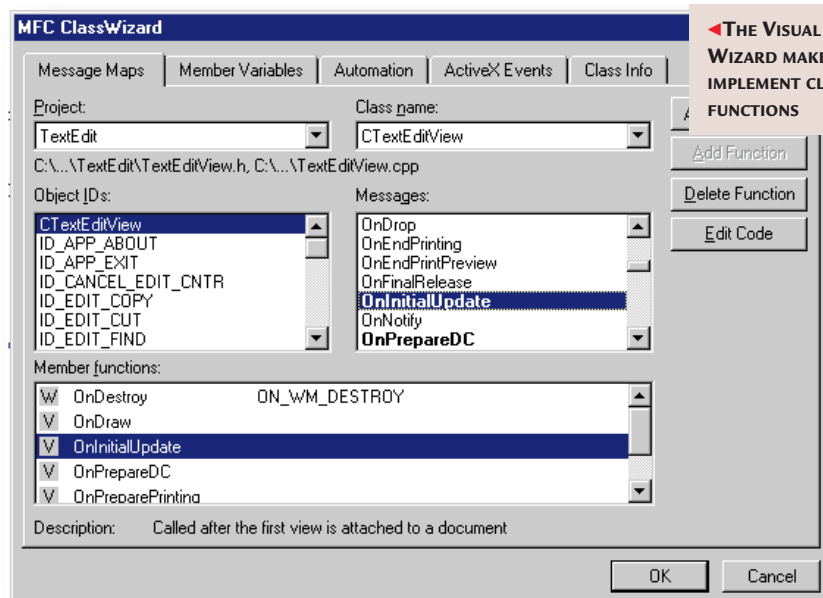 MFC ClassWizard
◄THE VISUAL
WIZARD MAKE
IMPLEMENT CL
FUNCTIONS
Message Maps
Member Variables
Automation
ActiveX Events
Class Info
Project:
Class name:
TextEdit
CTextEditView
Add Function
C:\...\TextEdit\TextEditView.h, C:\...\TextEditView.cpp
Object IDs:
Messages:
Delete Function
Edit Code
CTextEditView
ID_APP_ABOUT
ID_APP_EXIT
ID_CANCEL_EDIT_CNTR
ID_EDIT_COPY
ID_EDIT_CUT
ID_EDIT_FIND
OnDrop
OnEndPrinting
OnEndPrintPreview
OnFinalRelease
OnInitialUpdate
OnNotify
OnPrepareDC
Member functions:
W OnDestroy ON_WM_DESTROY
V OnDraw
V OnInitialUpdate
V OnPrepareDC
V OnPreparePrinting
Description: Called after the first view is attached to a document
OK
Cancel